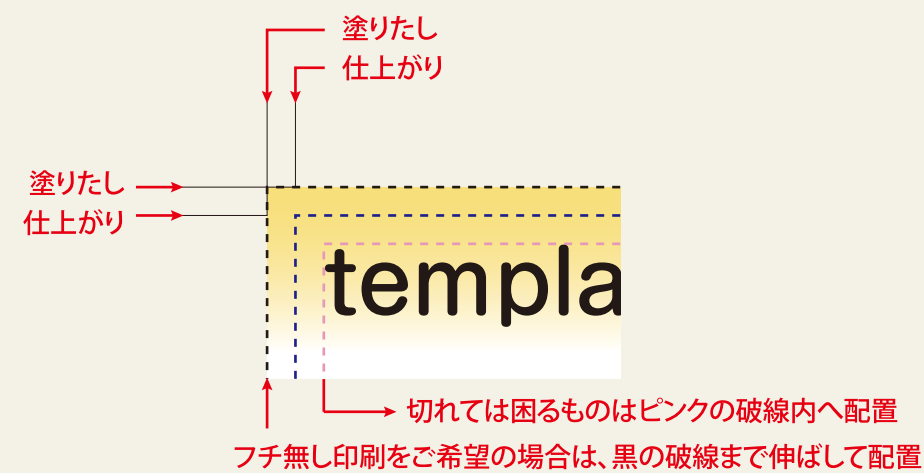 塗りたし
仕上がり
塗りたし
仕上がり
templa
切れては困るものはピンクの破線内へ配置
フチ無し印刷をご希望の場合は、黒の破線まで伸ばして配置